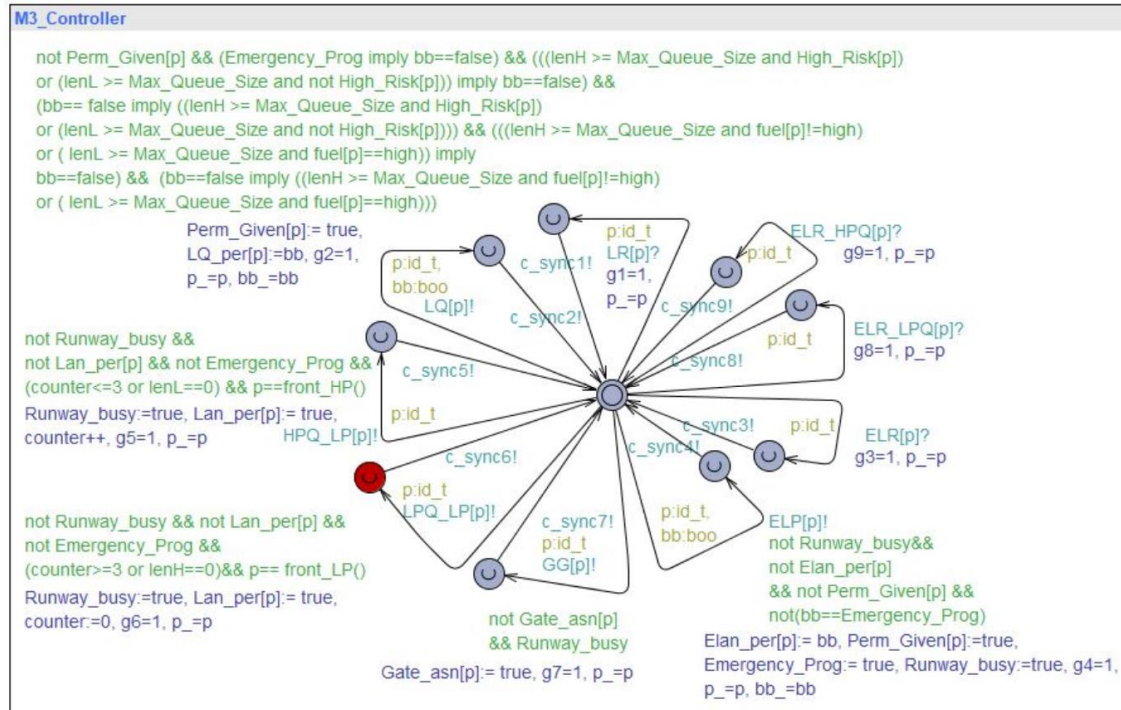 M3_Controller
not Perm_Given[p] && (Emergency_Prog imply bb==false) && (((lenH >= Max_Queue_Size and High_Risk[p])
or (lenL >= Max_Queue_Size and not High_Risk[p])) imply bb==false) &&
(bb== false imply ((lenH >= Max_Queue_Size and High_Risk[p])
or (lenL >= Max_Queue_Size and not High_Risk[p]))) && (((lenH >= Max_Queue_Size and fuel[p]!=high)
or ( lenL >= Max_Queue_Size and fuel[p]==high)) imply
bb==false) && (bb==false imply ((lenH >= Max_Queue_Size and fuel[p]!=high)
or ( lenL >= Max_Queue_Size and fuel[p]==high)))
Perm_Given[p]:= true,
LQ_per[p]:=bb, g2=1,
p_=p, bb_=bb
p:id_t,
bb:boo
LQ[p]!
c_sync2!
c_sync1!
p:id_t
LR[p]?
g1=1,
p_=p
ELR_HPQ[p]?
p:id_t
g9=1, p_=p
c_sync9!
ELR_LPQ[p]?
p:id_t
g8=1, p_=p
c_sync8!
not Runway_busy &&
not Lan_per[p] && not Emergency_Prog &&
(counter<=3 or lenL==0) && p==front_HP()
Runway_busy:=true, Lan_per[p]:= true,
counter++, g5=1, p_=p
c_sync5!
p:id_t
HPQ_LP[p]!
c_sync3!
p:id_t
ELR[p]?
g3=1, p_=p
c_sync4!
c_sync6!
p:id_t
LPQ_LP[p]!
not Runway_busy && not Lan_per[p] &&
not Emergency_Prog &&
(counter>=3 or lenH==0)&& p== front_LP()
Runway_busy:=true, Lan_per[p]:= true,
counter:=0, g6=1, p_=p
c_sync7!
p:id_t
GG[p]!
not Gate_asn[p]
&& Runway_busy
Gate_asn[p]:= true, g7=1, p_=p
p:id_t,
bb:boo
ELP[p]!
not Runway_busy&&
not Elan_per[p]
&& not Perm_Given[p] &&
not(bb==Emergency_Prog)
Elan_per[p]:= bb, Perm_Given[p]:=true,
Emergency_Prog:= true, Runway_busy:=true, g4=1,
p_=p, bb_=bb